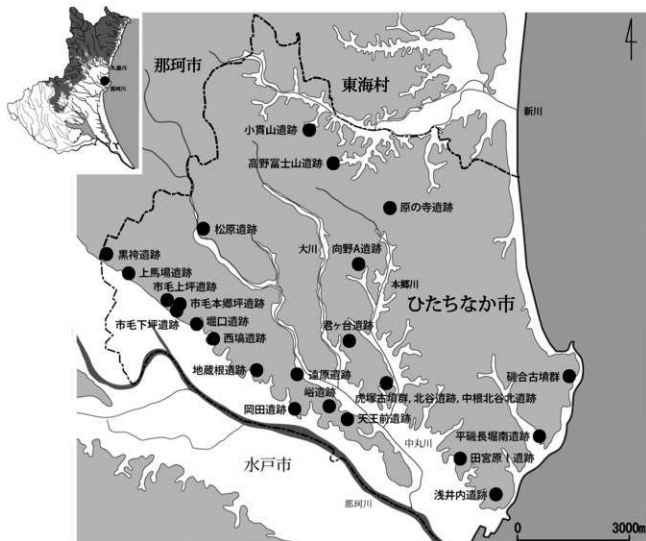 久慈川
那珂川
4
那珂市
東海村
新川
小貫山遺跡
高野冨士山遺跡
原の寺遺跡
松原遺跡
大川
向野A遺跡
黒袴遺跡
本郷川
上馬場遺跡
市毛上坪遺跡
市毛本郷坪遺跡
ひたちなか市
市毛下坪遺跡
堀口遺跡
君ヶ台遺跡
西塙遺跡
地蔵根遺跡
遠原遺跡
磯合古墳群
虎塚古墳群, 北谷遺跡, 中根北谷北遺跡
岡田遺跡
峪遺跡
天王前遺跡
中丸川
平磯長堀南遺跡
水戸市
田宮原Ⅰ遺跡
那珂川
浅井内遺跡
0
3000m